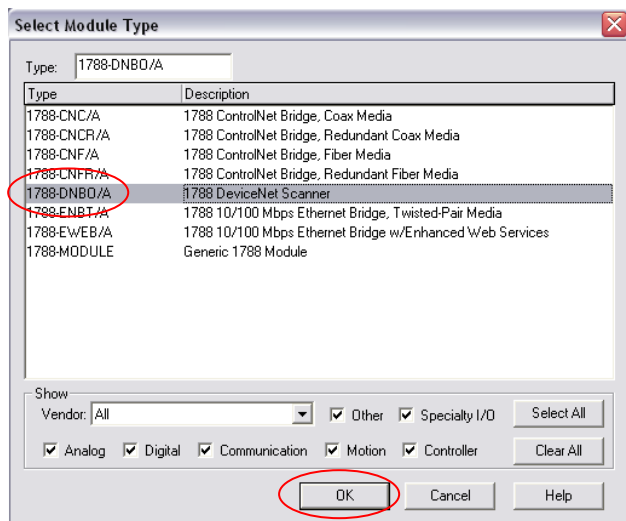 Select Module Type
Type: 1788-DNBO/A
Type Description
1788-CNC/A 1788 ControlNet Bridge, Coax Media
1788-CNCR/A 1788 ControlNet Bridge, Redundant Coax Media
1788-CNF/A 1788 ControlNet Bridge, Fiber Media
1788-CNFR/A 1788 ControlNet Bridge, Redundant Fiber Media
1788-DNBO/A 1788 DeviceNet Scanner
1788-ENBT/A 1788 10/100 Mbps Ethernet Bridge, Twisted-Pair Media
1788-EWEB/A 1788 10/100 Mbps Ethernet Bridge w/Enhanced Web Services
1788-MODULE Generic 1788 Module
Show
Vendor: All Other Specialty I/O Select All
Analog Digital Communication Motion Controller Clear All
OK Cancel Help